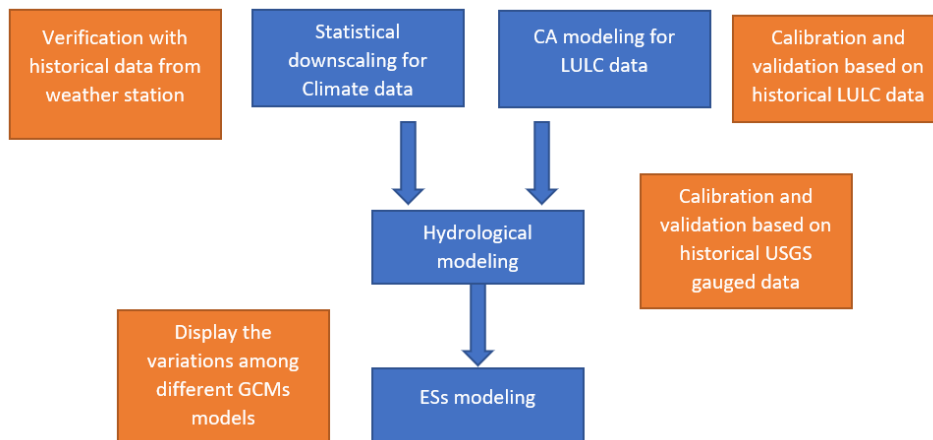 Verification with
historical data from
weather station
Statistical
downscaling for
Climate data
CA modeling for
LULC data
Calibration and
validation based on
historical LULC data
Hydrological
modeling
Calibration and
validation based on
historical USGS
gauged data
Display the
variations among
different GCMs
models
ESs modeling